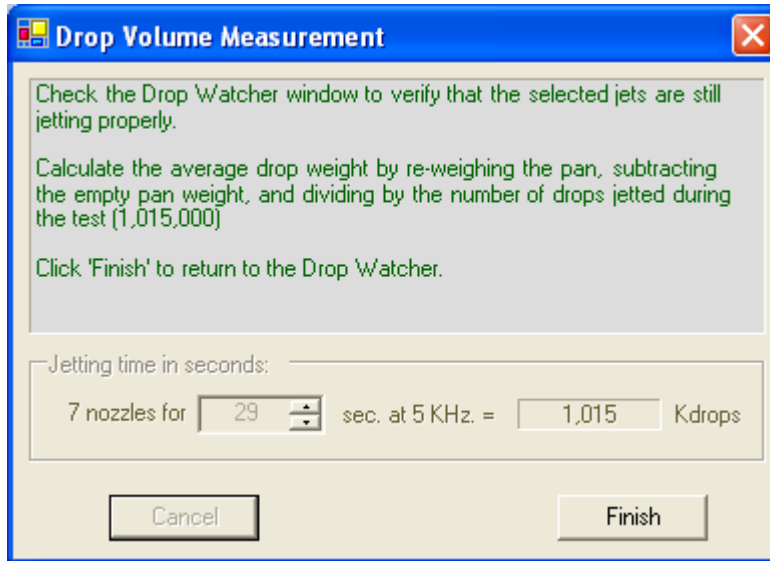 Drop Volume Measurement
Check the Drop Watcher window to verify that the selected jets are still
jetting properly.
Calculate the average drop weight by re-weighing the pan, subtracting
the empty pan weight, and dividing by the number of drops jetted during
the test (1,015,000)
Click 'Finish' to return to the Drop Watcher.
Jetting time in seconds:
7 nozzles for 29 sec. at 5 KHz. = 1,015 Kdrops
Cancel Finish